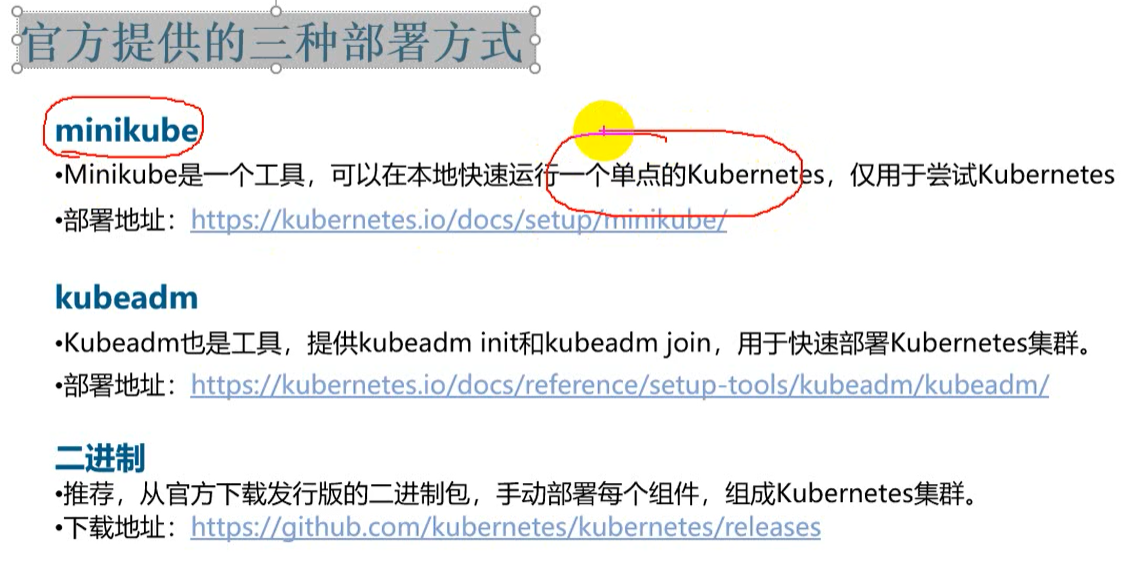 官方提供的三种部署方式
minikube
•Minikube是一个工具，可以在本地快速运行一个单点的Kubernetes，仅用于尝试Kubernetes
•部署地址：https://kubernetes.io/docs/setup/minikube/
kubeadm
•Kubeadm也是工具，提供kubeadm init和kubeadm join，用于快速部署Kubernetes集群。
•部署地址：https://kubernetes.io/docs/reference/setup-tools/kubeadm/kubeadm/
二进制
•推荐，从官方下载发行版的二进制包，手动部署每个组件，组成Kubernetes集群。
•下载地址：https://github.com/kubernetes/kubernetes/releases